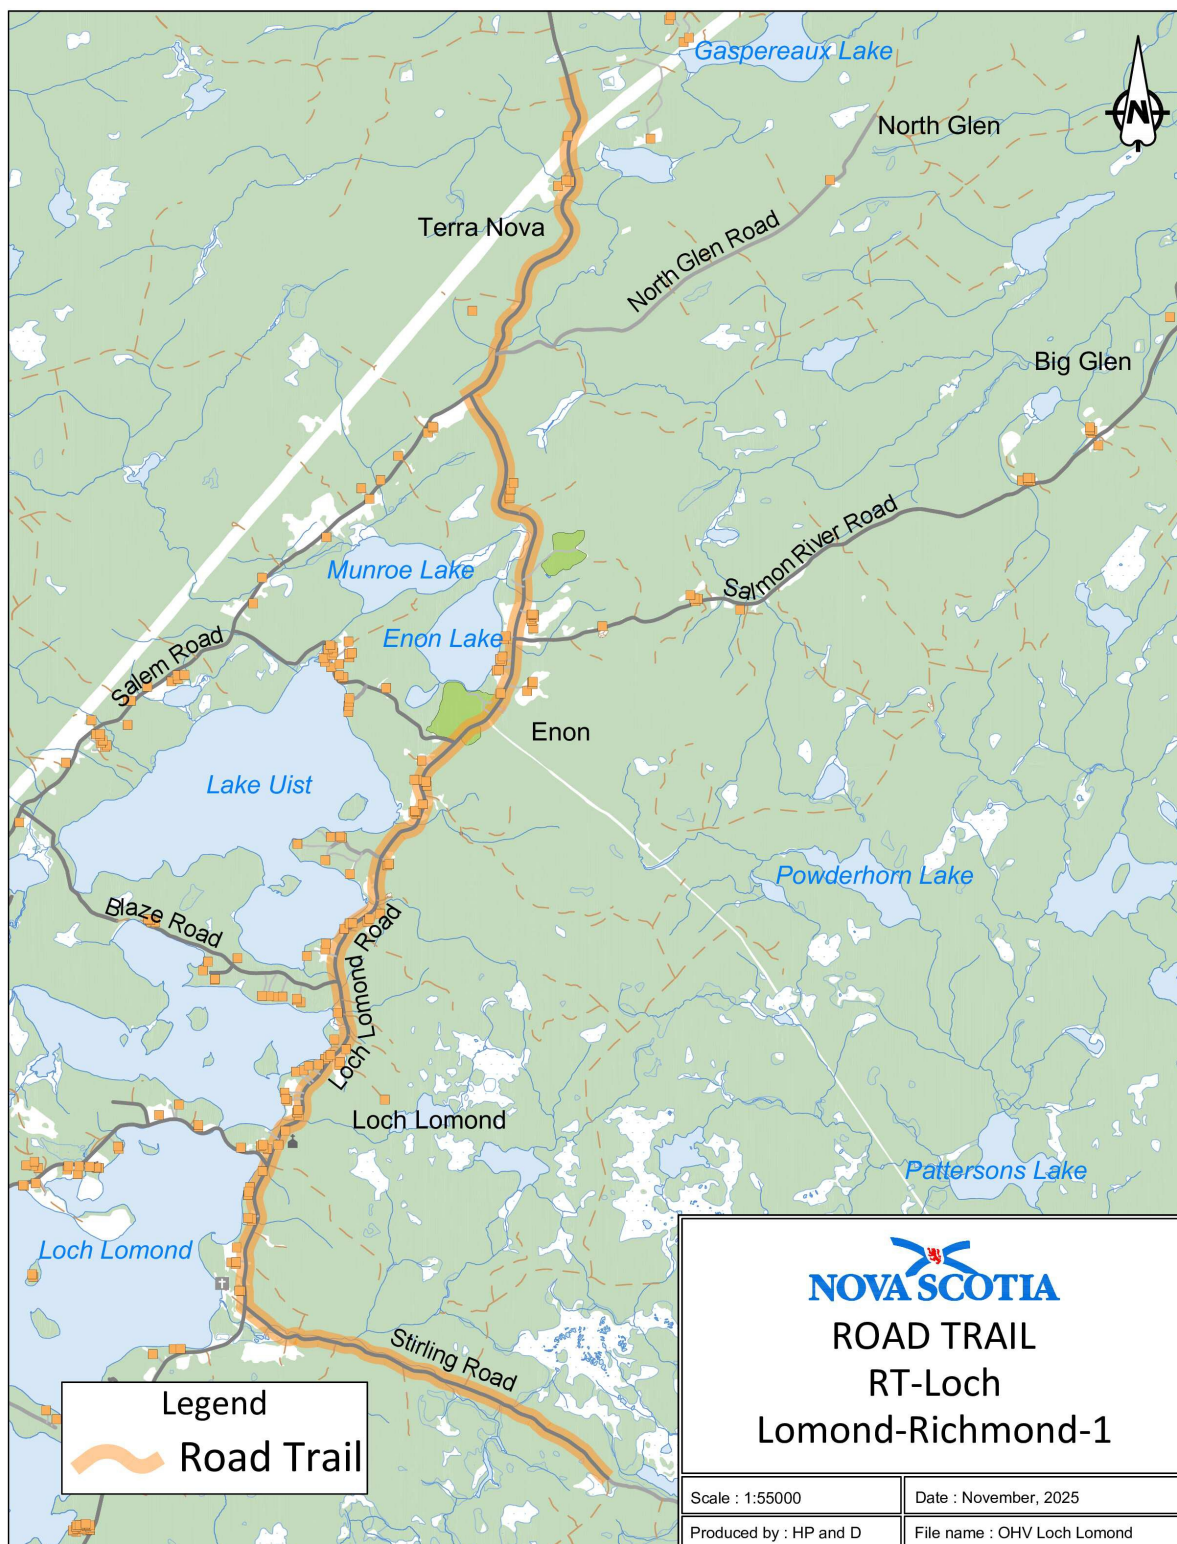 Gaspereaux Lake
North Glen
N
Terra Nova
North Glen Road
Big Glen
Salmon River Road
Munroe Lake
Enon Lake
Salem Road
Enon
Lake Uist
Powderhorn Lake
Blaze Road
Loch Lomond Road
Loch Lomond
Pattersons Lake
Loch Lomond
Stirling Road
Legend
Road Trail
NOVA SCOTIA
ROAD TRAIL
RT-Loch
Lomond-Richmond-1
Scale : 1:55000
Date : November, 2025
Produced by : HP and D
File name : OHV Loch Lomond